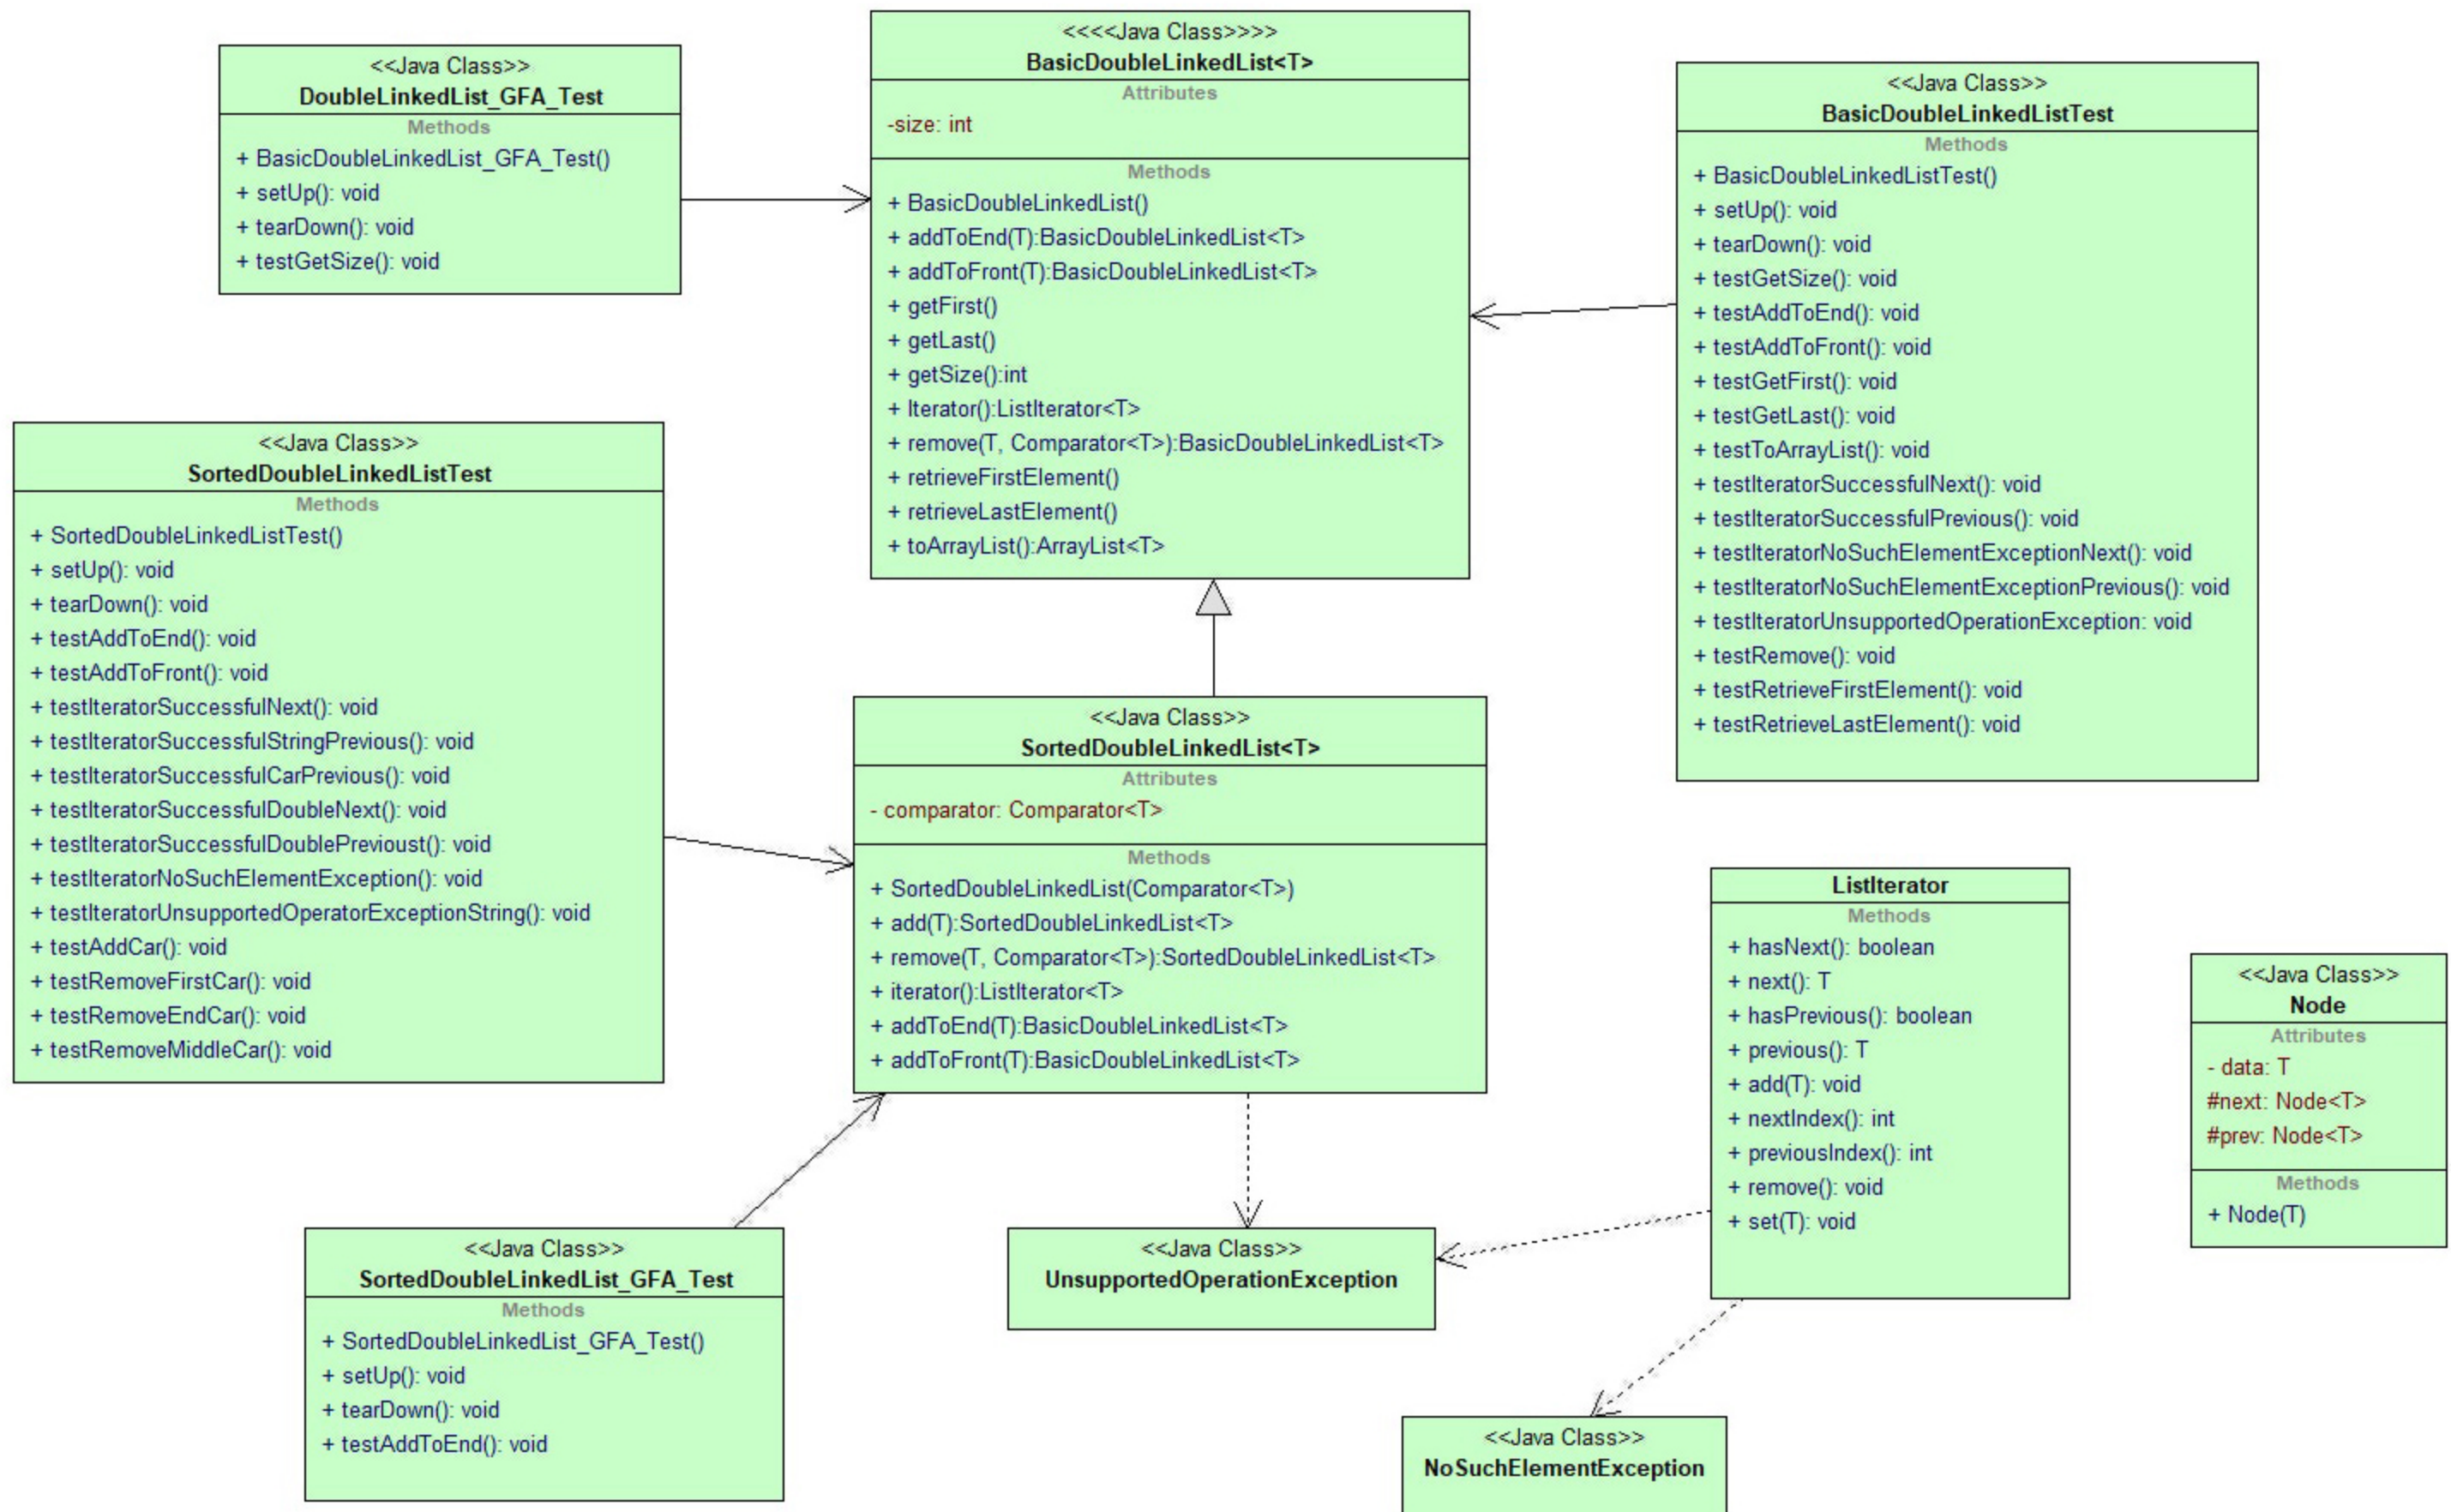 <<Java Class>>
DoubleLinkedList_GFA_Test
Methods
+ BasicDoubleLinkedList_GFA_Test()
+ setUp(): void
+ tearDown(): void
+ testGetSize(): void
<<<<Java Class>>>>
BasicDoubleLinkedList<T>
Attributes
-size: int
Methods
+ BasicDoubleLinkedList()
+ addToEnd(T):BasicDoubleLinkedList<T>
+ addToFront(T):BasicDoubleLinkedList<T>
+ getFirst()
+ getLast()
+ getSize():int
+ Iterator():ListIterator<T>
+ remove(T, Comparator<T>):BasicDoubleLinkedList<T>
+ retrieveFirstElement()
+ retrieveLastElement()
+ toArrayList():ArrayList<T>
<<Java Class>>
BasicDoubleLinkedListTest
Methods
+ BasicDoubleLinkedListTest()
+ setUp(): void
+ tearDown(): void
+ testGetSize(): void
+ testAddToEnd(): void
+ testAddToFront(): void
+ testGetFirst(): void
+ testGetLast(): void
+ testToArrayList(): void
+ testIteratorSuccessfulNext(): void
+ testIteratorSuccessfulPrevious(): void
+ testIteratorNoSuchElementExceptionNext(): void
+ testIteratorNoSuchElementExceptionPrevious(): void
+ testIteratorUnsupportedOperationException: void
+ testRemove(): void
+ testRetrieveFirstElement(): void
+ testRetrieveLastElement(): void
<<Java Class>>
SortedDoubleLinkedListTest
Methods
+ SortedDoubleLinkedListTest()
+ setUp(): void
+ tearDown(): void
+ testAddToEnd(): void
+ testAddToFront(): void
+ testIteratorSuccessfulNext(): void
+ testIteratorSuccessfulStringPrevious(): void
+ testIteratorSuccessfulCarPrevious(): void
+ testIteratorSuccessfulDoubleNext(): void
+ testIteratorSuccessfulDoublePrevioust(): void
+ testIteratorNoSuchElementException(): void
+ testIteratorUnsupportedOperatorExceptionString(): void
+ testAddCar(): void
+ testRemoveFirstCar(): void
+ testRemoveEndCar(): void
+ testRemoveMiddleCar(): void
<<Java Class>>
SortedDoubleLinkedList<T>
Attributes
- comparator: Comparator<T>
Methods
+ SortedDoubleLinkedList(Comparator<T>)
+ add(T):SortedDoubleLinkedList<T>
+ remove(T, Comparator<T>):SortedDoubleLinkedList<T>
+ iterator():ListIterator<T>
+ addToEnd(T):BasicDoubleLinkedList<T>
+ addToFront(T):BasicDoubleLinkedList<T>
ListIterator
Methods
+ hasNext(): boolean
+ next(): T
+ hasPrevious(): boolean
+ previous(): T
+ add(T): void
+ nextIndex(): int
+ previousIndex(): int
+ remove(): void
+ set(T): void
<<Java Class>>
Node
Attributes
- data: T
#next: Node<T>
#prev: Node<T>
Methods
+ Node(T)
<<Java Class>>
SortedDoubleLinkedList_GFA_Test
Methods
+ SortedDoubleLinkedList_GFA_Test()
+ setUp(): void
+ tearDown(): void
+ testAddToEnd(): void
<<Java Class>>
UnsupportedOperationException
<<Java Class>>
NoSuchElementException